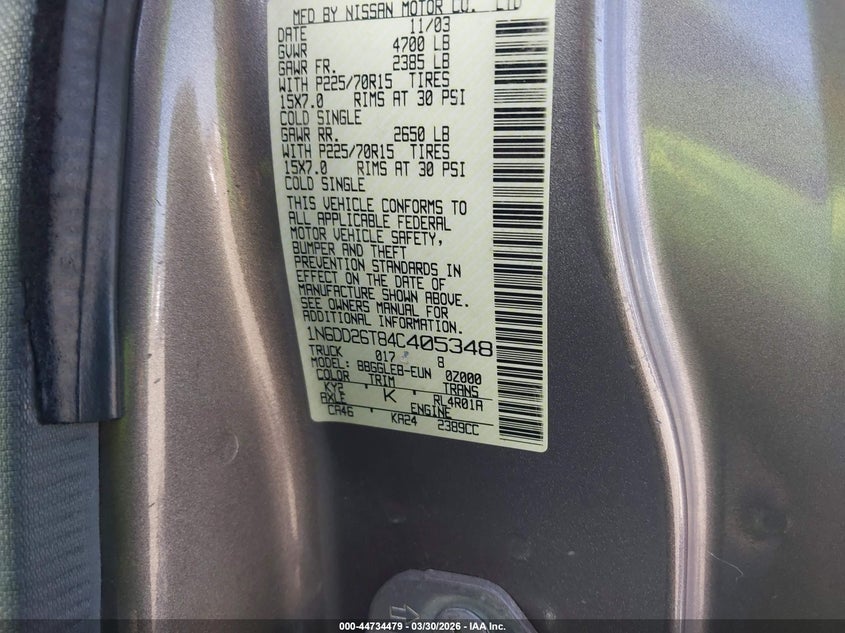 MFD BY NISSAN MOTOR CO. LTD
DATE 11/03
GVWR 4700 LB
GAWR FR. 2385 LB
WITH P225/70R15 TIRES
15X7.0 RIMS AT 30 PSI
COLD SINGLE
GAWR RR. 2650 LB
WITH P225/70R15 TIRES
15X7.0 RIMS AT 30 PSI
COLD SINGLE
THIS VEHICLE CONFORMS TO
ALL APPLICABLE FEDERAL
MOTOR VEHICLE SAFETY,
BUMPER AND THEFT
PREVENTION STANDARDS IN
EFFECT ON THE DATE OF
MANUFACTURE SHOWN ABOVE.
SEE OWNERS MANUAL FOR
ADDITIONAL INFORMATION.
1N6DD26T84C405348
TRUCK 017 8
MODEL: BBGGLEB-EUN 0Z000
COLOR TRIM TRANS
KY2 K RL4R01A
AXLE ENGINE
CA46 KA24 2389CC
000-44734479 | 03/30/2026 | IAA Inc.